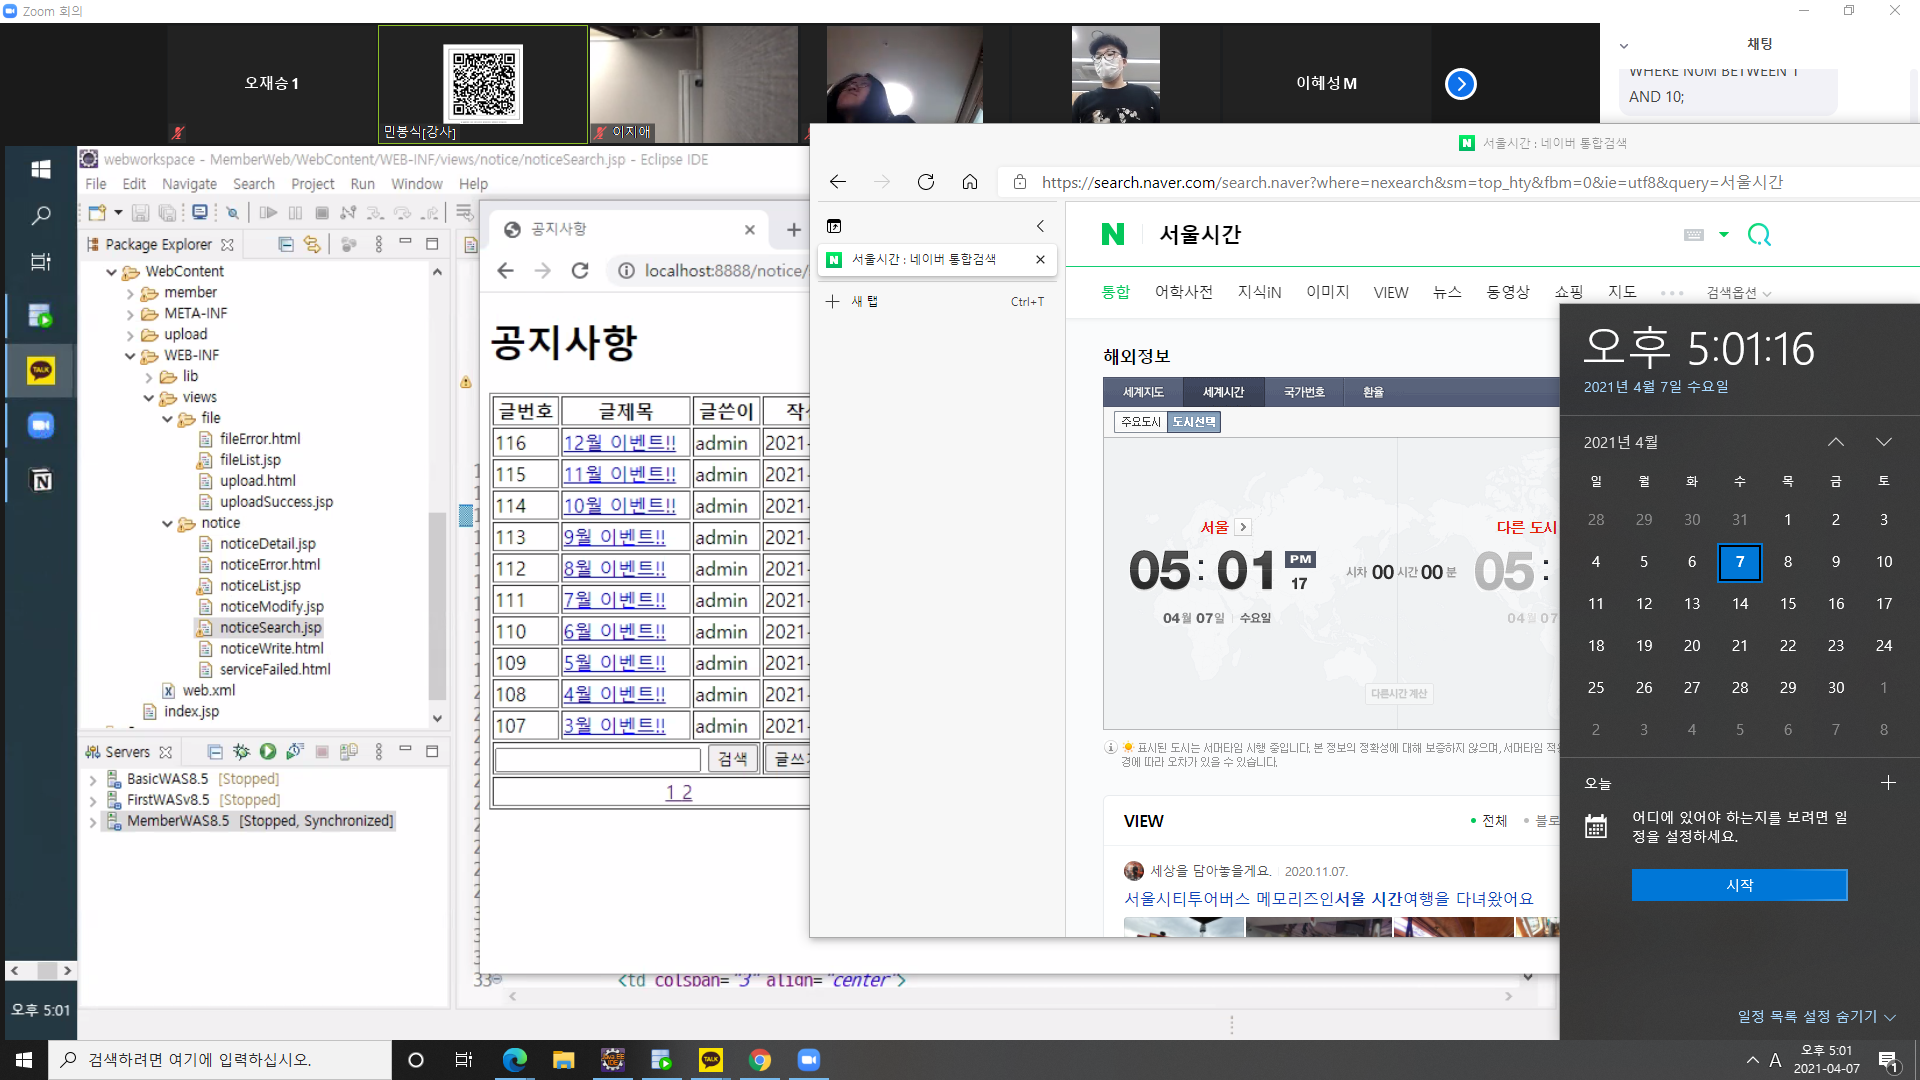 Zoom 회의
오재승1
민봉식[강사]
이지애
이혜성M
채팅
WHERE NUM BETWEEN 1
AND 10;
webworkspace - MemberWeb/WebContent/WEB-INF/views/notice/noticeSearch.jsp - Eclipse IDE
File Edit Navigate Search Project Run Window Help
Package Explorer
WebContent
member
META-INF
upload
WEB-INF
lib
views
file
fileError.html
fileList.jsp
upload.html
uploadSuccess.jsp
notice
noticeDetail.jsp
noticeError.html
noticeList.jsp
noticeModify.jsp
noticeSearch.jsp
noticeWrite.html
serviceFailed.html
web.xml
index.jsp
Servers
BasicWAS8.5 [Stopped]
FirstWASv8.5 [Stopped]
MemberWAS8.5 [Stopped, Synchronized]
오후 5:01
공지사항
localhost:8888/notice/
공지사항
글번호 글제목 글쓴이
116 12월 이벤트!! admin 2021-
115 11월 이벤트!! admin 2021-
114 10월 이벤트!! admin 2021-
113 9월 이벤트!! admin 2021-
112 8월 이벤트!! admin 2021-
111 7월 이벤트!! admin 2021-
110 6월 이벤트!! admin 2021-
109 5월 이벤트!! admin 2021-
108 4월 이벤트!! admin 2021-
107 3월 이벤트!! admin 2021-
검색
1 2
33 <td colspan="3" align="center">
서울시간 : 네이버 통합검색
https://search.naver.com/search.naver?where=nexearch&sm=top_hty&fbm=0&ie=utf8&query=서울시간
서울시간 : 네이버 통합검색
새 탭 Ctrl+T
N 서울시간
통합 어학사전 지식iN 이미지 VIEW 뉴스 동영상 쇼핑 지도 검색옵션
해외정보
세계지도 세계시간 국가번호 환율
주요도시 도시선택
서울
05:01 PM 17
04월 07일 수요일
시차 00 시간 00 분
다른 도시
05:
04월 07
다른시간 계산
표시된 도시는 서머타임 시행 중입니다. 본 정보의 정확성에 대해 보증하지 않으며, 서머타임 적용
경에 따라 오차가 있을 수 있습니다.
VIEW 전체 블로
세상을 담아놓을게요. 2020.11.07.
서울시티투어버스 메모리즈인서울 시간여행을 다녀왔어요
오후 5:01:16
2021년 4월 7일 수요일
2021년 4월
일 월 화 수 목 금 토
28 29 30 31 1 2 3
4 5 6 7 8 9 10
11 12 13 14 15 16 17
18 19 20 21 22 23 24
25 26 27 28 29 30 1
2 3 4 5 6 7 8
오늘
어디에 있어야 하는지를 보려면 일
정을 설정하세요.
시작
일정 목록 설정 숨기기
검색하려면 여기에 입력하십시오.
A
오후 5:01
2021-04-07
1